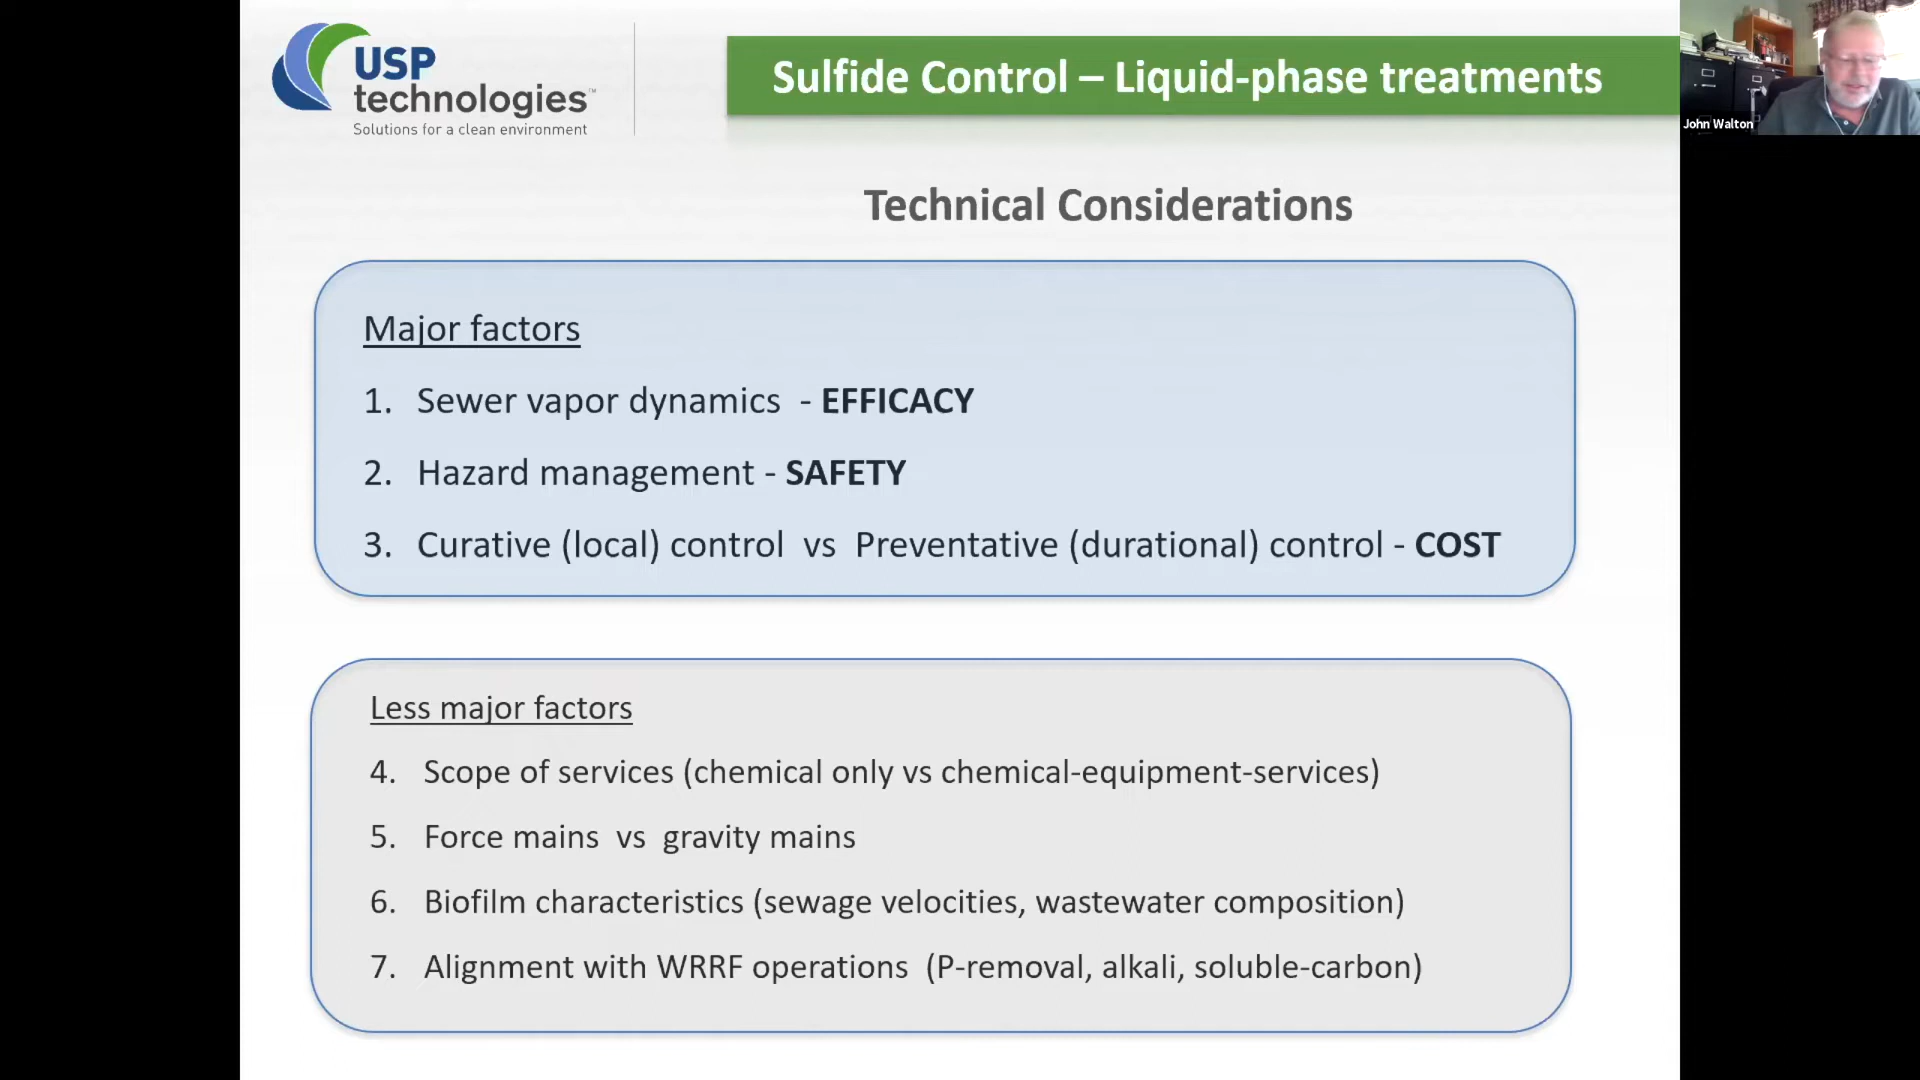 USP
technologies™
Solutions for a clean environment
Sulfide Control – Liquid-phase treatments
John Walton
Technical Considerations
Major factors
1. Sewer vapor dynamics - EFFICACY
2. Hazard management - SAFETY
3. Curative (local) control vs Preventative (durational) control - COST
Less major factors
4. Scope of services (chemical only vs chemical-equipment-services)
5. Force mains vs gravity mains
6. Biofilm characteristics (sewage velocities, wastewater composition)
7. Alignment with WRRF operations (P-removal, alkali, soluble-carbon)